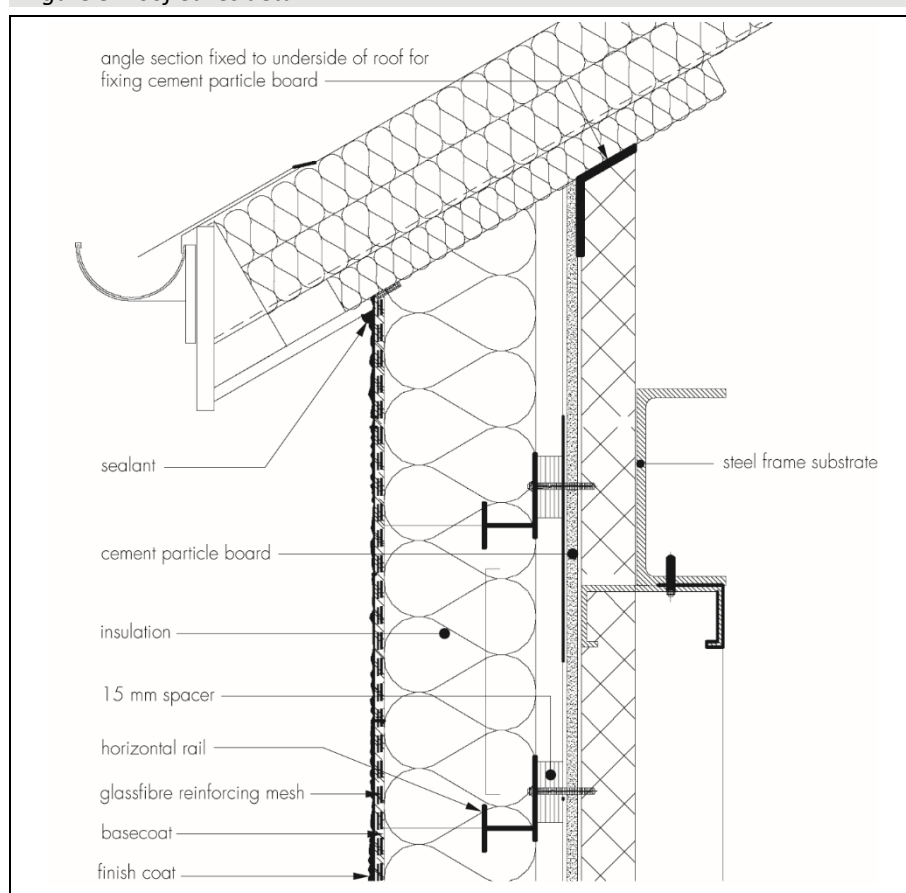 angle section fixed to underside of roof for
fixing cement particle board
sealant
steel frame substrate
cement particle board
insulation
15 mm spacer
horizontal rail
glassfibre reinforcing mesh
basecoat
finish coat